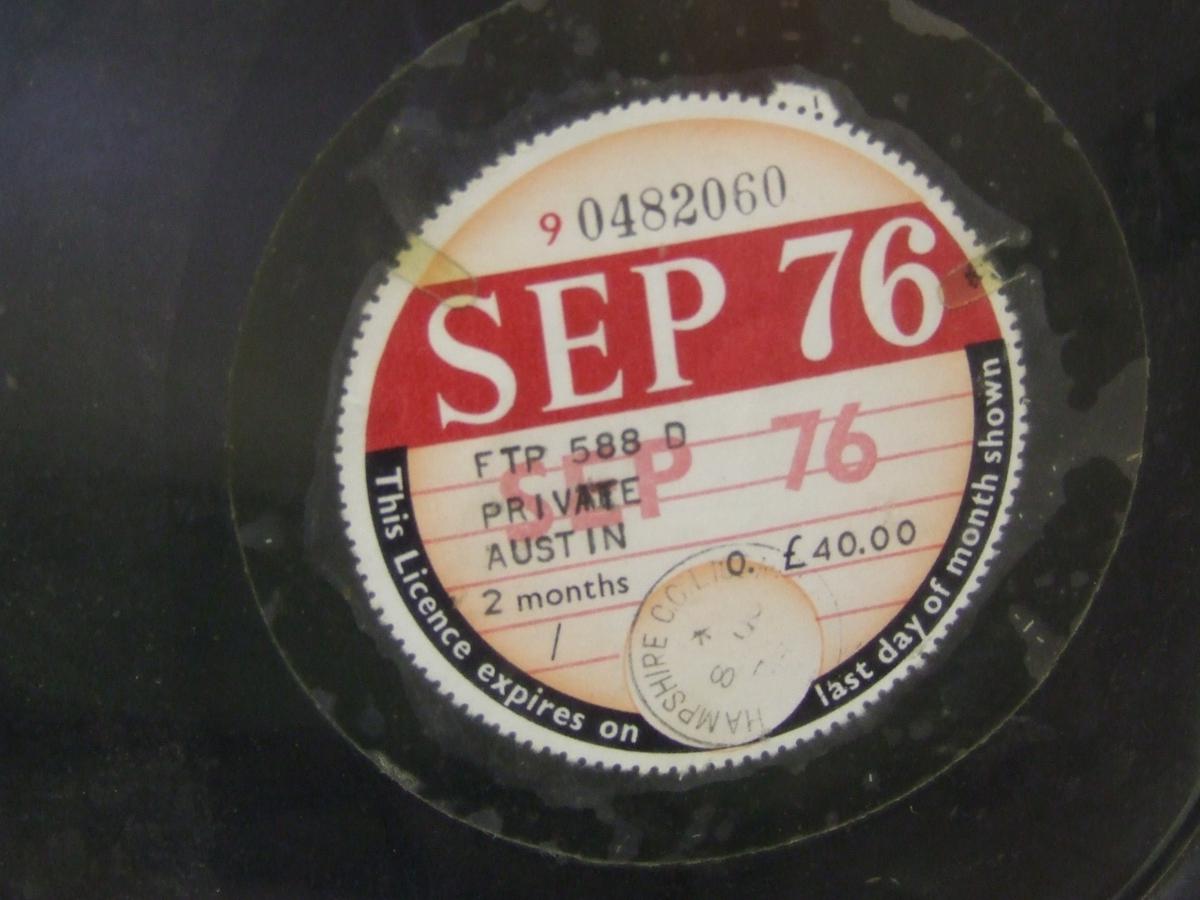 9 0482060
SEP 76
SEP 76
FTP 588 D
PRIVATE
AUSTIN
0. £40.00
2 months
This Licence expires on last day of month shown
HAMPSHIRE C.C.
8